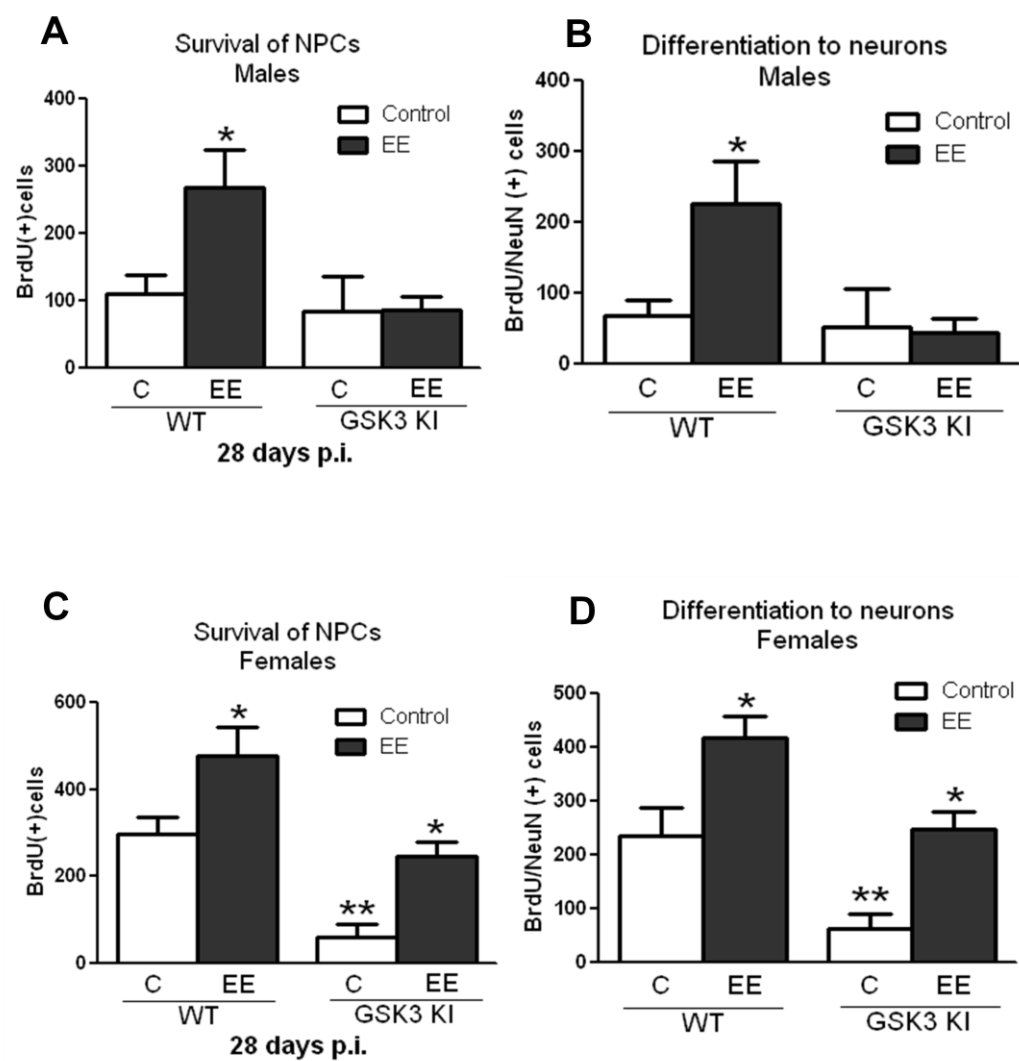 A
Survival of NPCs
Males
400
300
200
100
0
BrdU(+)cells
Control
EE
*
C EE C EE
WT GSK3 KI
28 days p.i.
B
Differentiation to neurons
Males
400
300
200
100
0
BrdU/NeuN (+) cells
Control
EE
*
C EE C EE
WT GSK3 KI
C
Survival of NPCs
Females
600
400
200
0
BrdU(+)cells
Control
EE
*
**
*
C EE C EE
WT GSK3 KI
28 days p.i.
D
Differentiation to neurons
Females
500
400
300
200
100
0
BrdU/NeuN (+) cells
Control
EE
*
**
*
C EE C EE
WT GSK3 KI